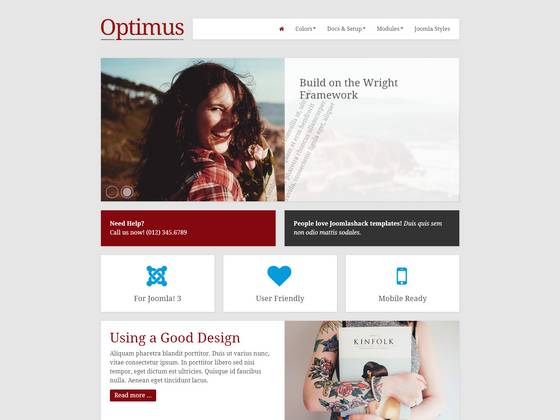 Optimus
Colors
Docs & Setup
Modules
Joomla Styles
Build on the Wright
Framework
Need Help?
Call us now! (012) 345.6789
People love Joomlashack templates! Duis quis sem
non odio mattis sodales.
For Joomla! 3
User Friendly
Mobile Ready
Using a Good Design
Aliquam pharetra blandit porttitor. Duis ut varius nunc,
vitae consectetur ipsum. In porttitor libero sed nisi
tempor, eget dictum est ultricies. Quisque id faucibus
nulla. Aenean eget tincidunt lacus.
Read more ...
KINFOLK